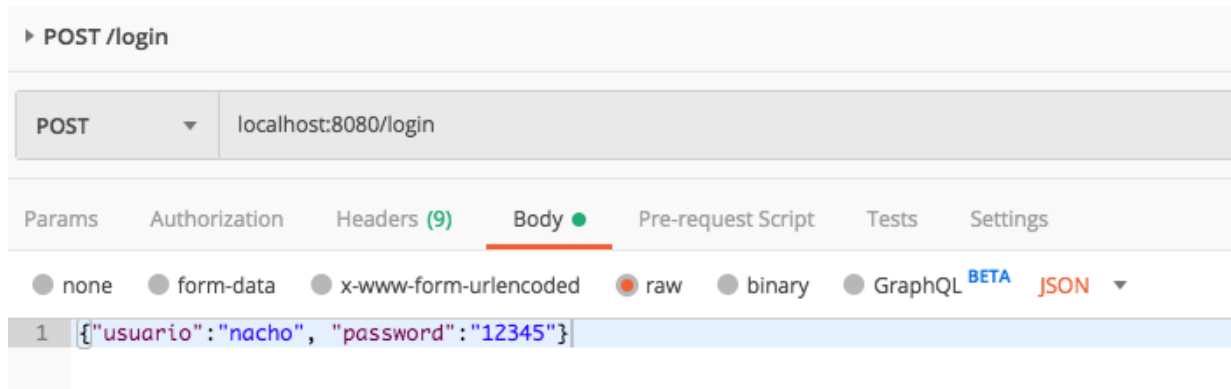 POST /login
POST localhost:8080/login
Params Authorization Headers (9) Body Pre-request Script Tests Settings
none form-data x-www-form-urlencoded raw binary GraphQL BETA JSON
1 {"usuario":"nacho", "password":"12345"}